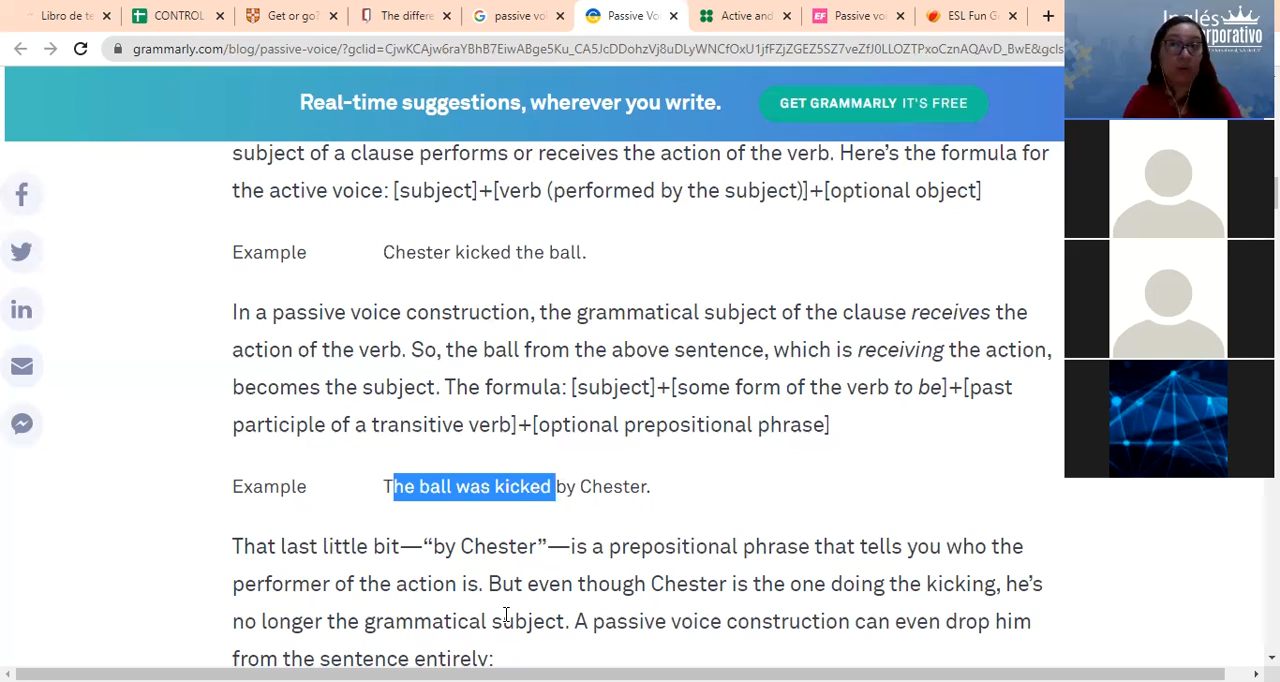 Libro de te
CONTROL
Get or go?
The differe
passive voi
Passive Vo
Active and
Passive vo
ESL Fun G
grammarly.com/blog/passive-voice/?gclid=CjwKCAjw6raYBhB7EiwABge5Ku_CA5JcDDohzVj8uDLyWNCfOxU1jfFZjZGEZ5SZ7veZfJ0LLOZTPxoCznAQAvD_BwE&gcls
Inglés
orporativo
Real-time suggestions, wherever you write.
GET GRAMMARLY IT'S FREE
subject of a clause performs or receives the action of the verb. Here's the formula for
the active voice: [subject]+[verb (performed by the subject)]+[optional object]
Example Chester kicked the ball.
In a passive voice construction, the grammatical subject of the clause receives the
action of the verb. So, the ball from the above sentence, which is receiving the action,
becomes the subject. The formula: [subject]+[some form of the verb to be]+[past
participle of a transitive verb]+[optional prepositional phrase]
Example The ball was kicked by Chester.
That last little bit—“by Chester”—is a prepositional phrase that tells you who the
performer of the action is. But even though Chester is the one doing the kicking, he's
no longer the grammatical subject. A passive voice construction can even drop him
from the sentence entirely: